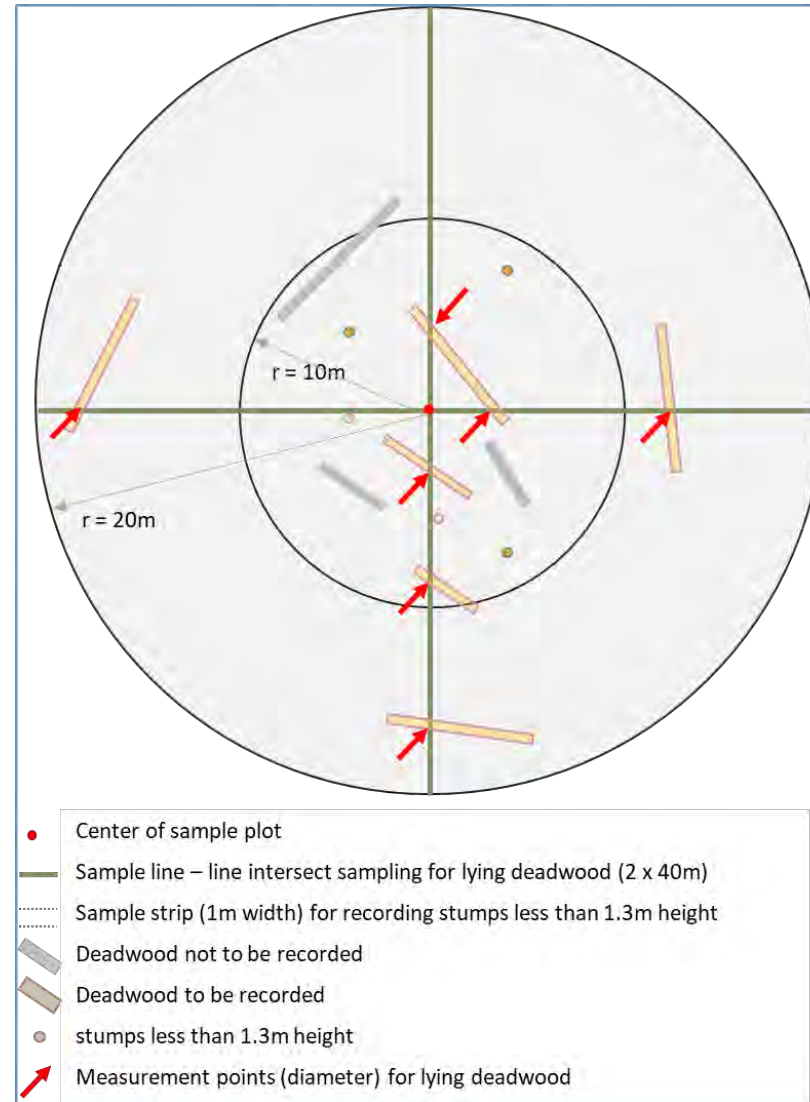 r = 10m
r = 20m
Center of sample plot
Sample line – line intersect sampling for lying deadwood (2 x 40m)
Sample strip (1m width) for recording stumps less than 1.3m height
Deadwood not to be recorded
Deadwood to be recorded
stumps less than 1.3m height
Measurement points (diameter) for lying deadwood